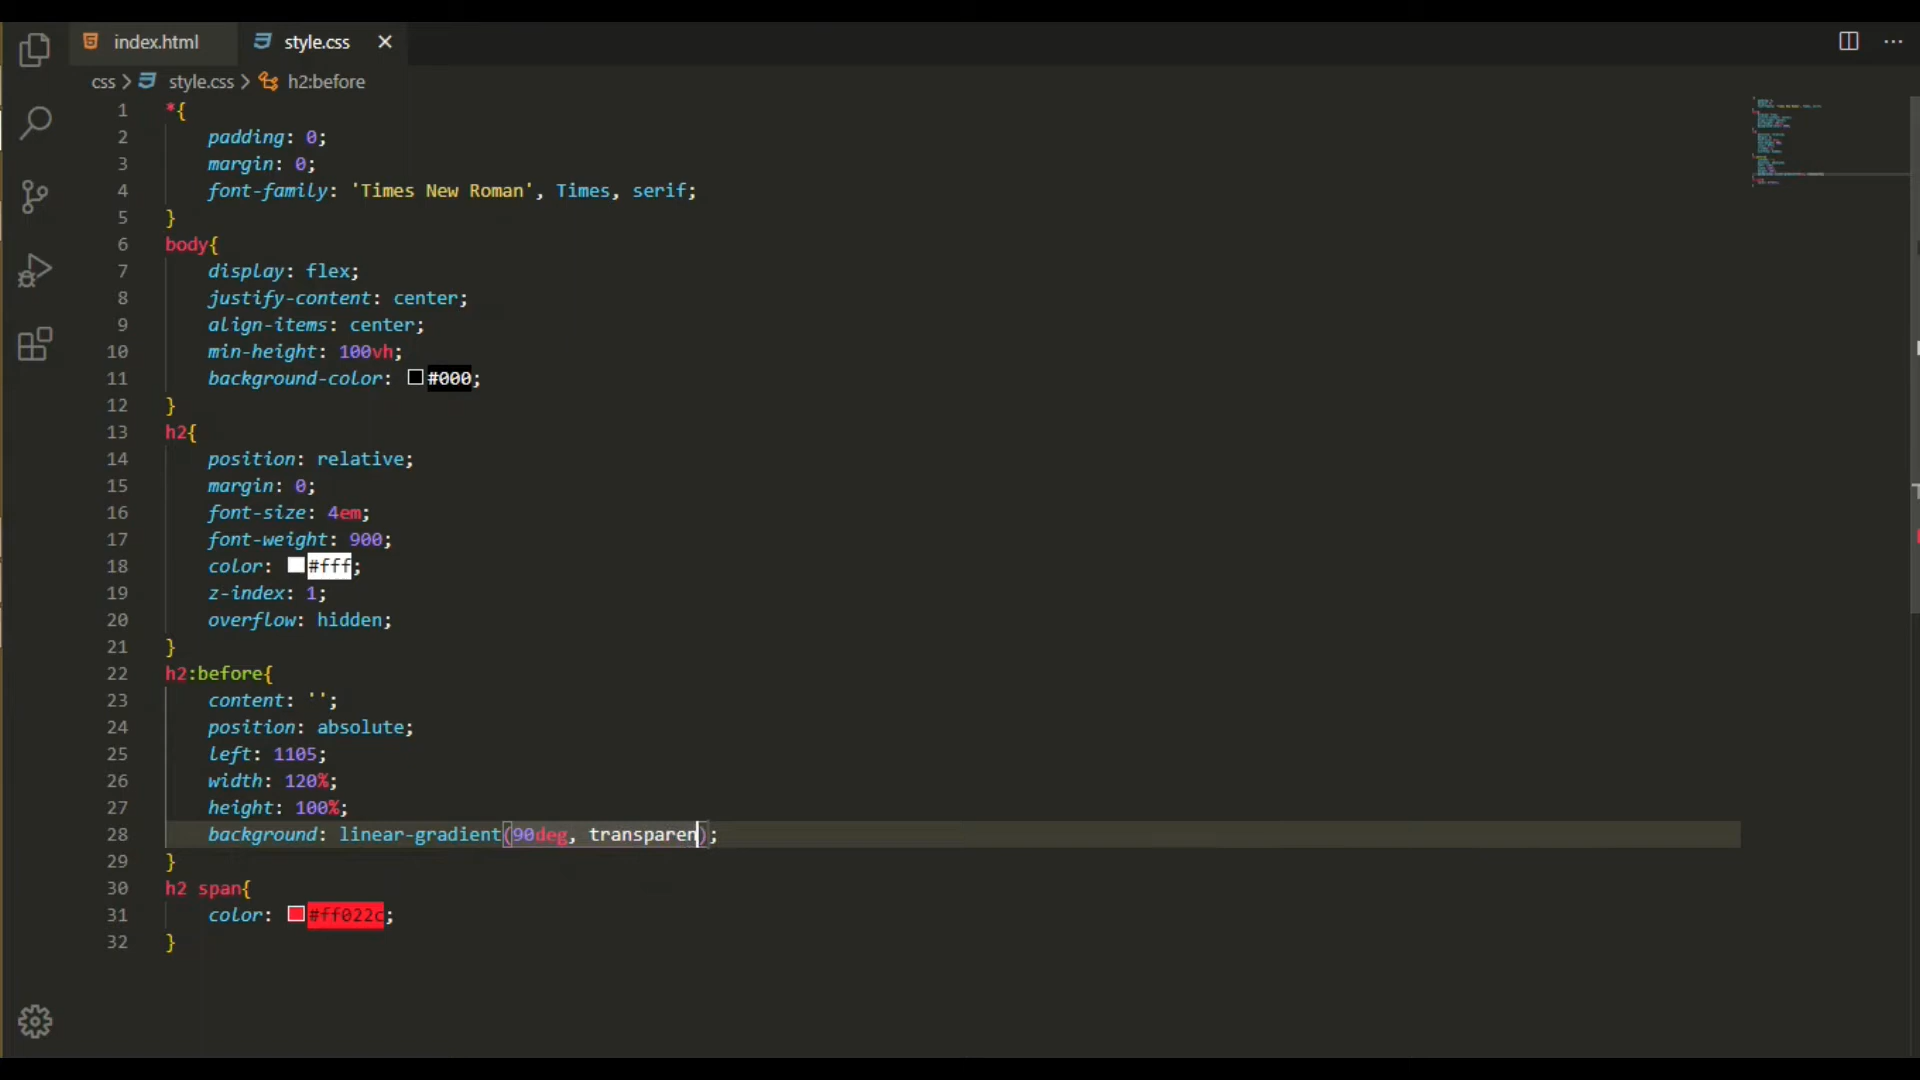 index.html style.css
css > style.css > h2:before
1 *{
2 padding: 0;
3 margin: 0;
4 font-family: 'Times New Roman', Times, serif;
5 }
6 body{
7 display: flex;
8 justify-content: center;
9 align-items: center;
10 min-height: 100vh;
11 background-color: #000;
12 }
13 h2{
14 position: relative;
15 margin: 0;
16 font-size: 4em;
17 font-weight: 900;
18 color: #fff;
19 z-index: 1;
20 overflow: hidden;
21 }
22 h2:before{
23 content: '';
24 position: absolute;
25 left: 1105;
26 width: 120%;
27 height: 100%;
28 background: linear-gradient(90deg, transparen);
29 }
30 h2 span{
31 color: #ff022c;
32 }